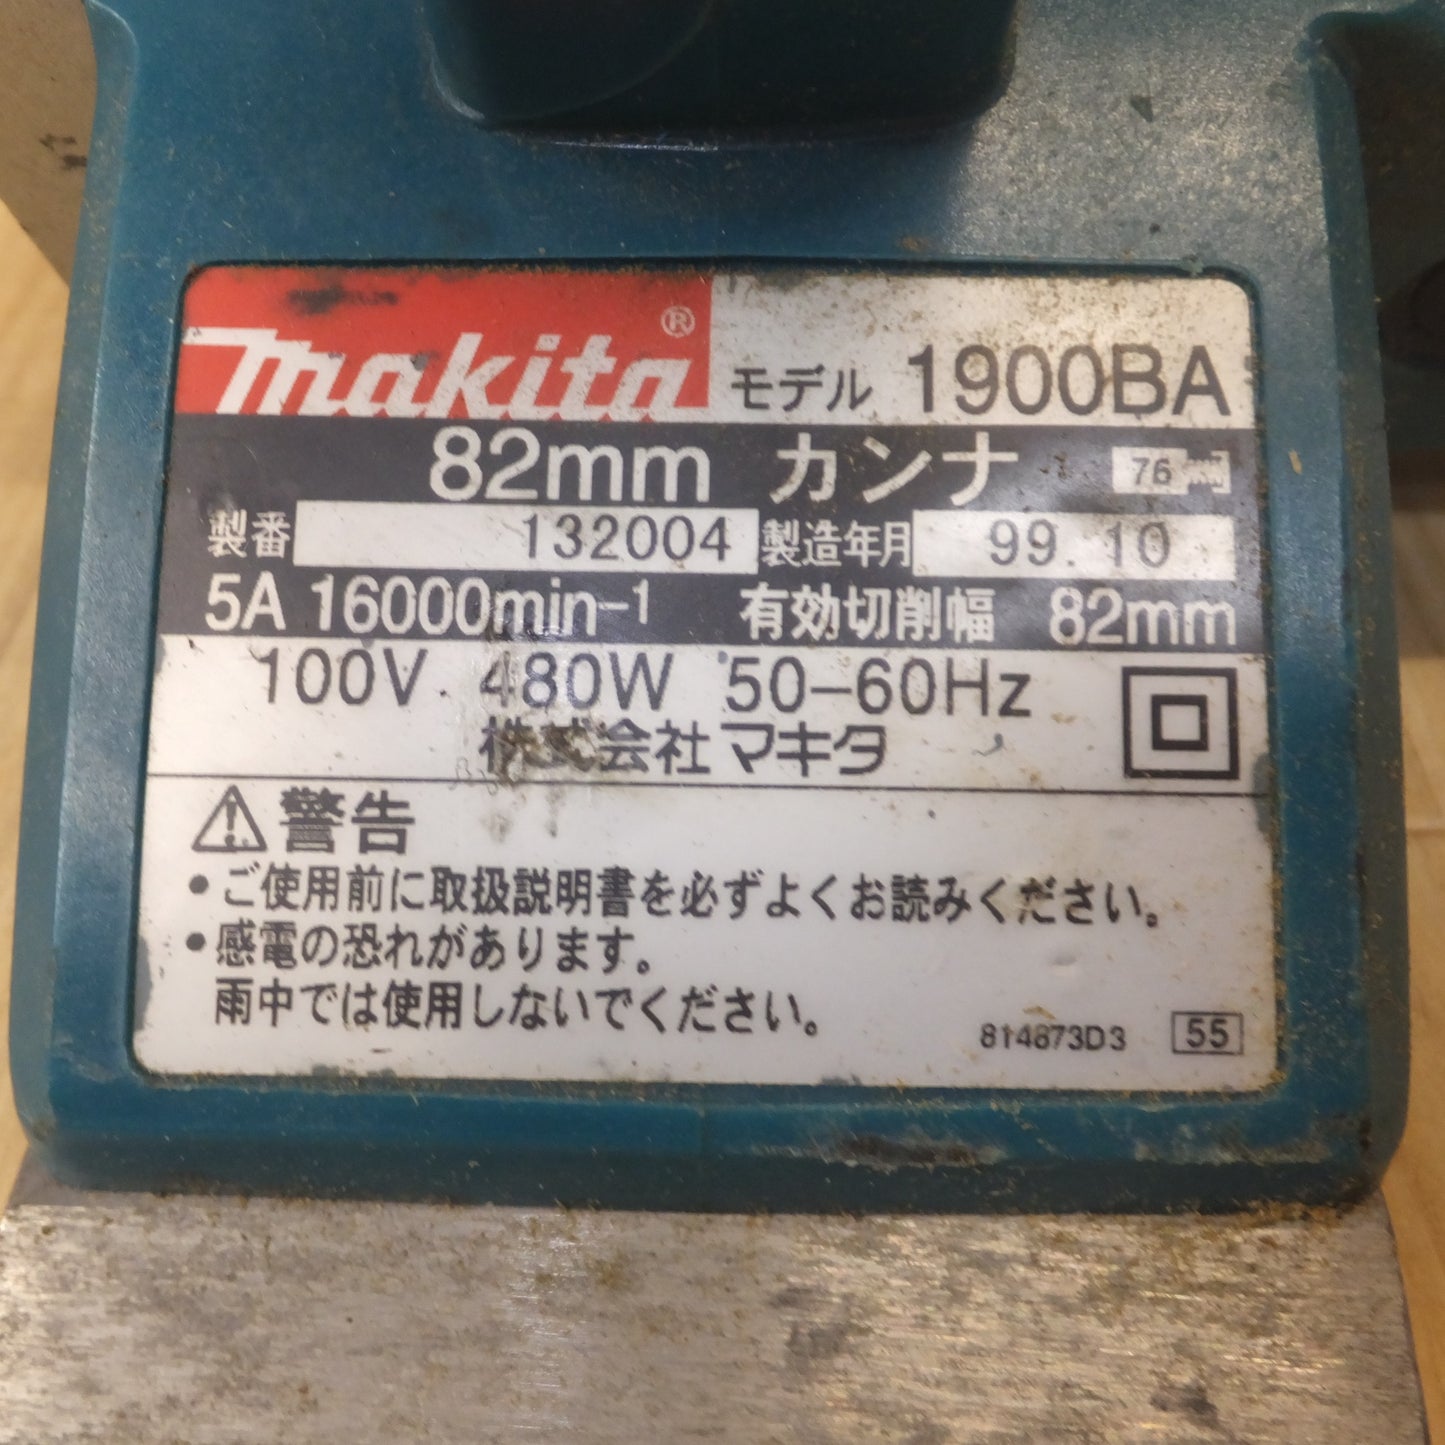 makita® モデル 1900BA
82mm カンナ 76
製番 132004 製造年月 99.10
5A 16000min-1 有効切削幅 82mm
100V 480W 50-60Hz
株式会社マキタ
警告
•ご使用前に取扱説明書を必ずよくお読みください。
•感電の恐れがあります。
雨中では使用しないでください。
814873D3 55